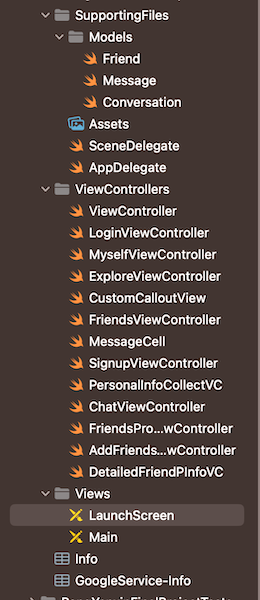 SupportingFiles
Models
Friend
Message
Conversation
Assets
SceneDelegate
AppDelegate
ViewControllers
ViewController
LoginViewController
MyselfViewController
ExploreViewController
CustomCalloutView
FriendsViewController
MessageCell
SignupViewController
PersonalInfoCollectVC
ChatViewController
FriendsPro...wController
AddFriends...wController
DetailedFriendPInfoVC
Views
LaunchScreen
Main
Info
GoogleService-Info